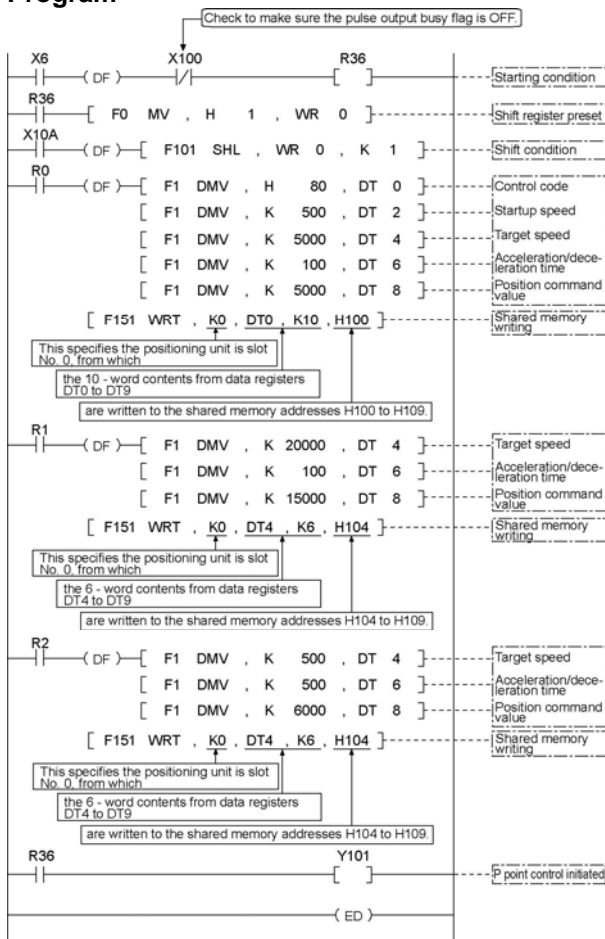 Program
Check to make sure the pulse output busy flag is OFF.
X6 X100 R36
( DF ) [ ] Starting condition
R36
[ F0 MV , H 1 , WR 0 ] Shift register preset
X10A
( DF ) [ F101 SHL , WR 0 , K 1 ] Shift condition
R0
( DF ) [ F1 DMV , H 80 , DT 0 Control code
[ F1 DMV , K 500 , DT 2 Startup speed
[ F1 DMV , K 5000 , DT 4 Target speed
[ F1 DMV , K 100 , DT 6 Acceleration/dece-
leration time
[ F1 DMV , K 5000 , DT 8 Position command
value
[ F151 WRT , K0 , DT0 , K10 , H100 ] Shared memory
writing
This specifies the positioning unit is slot
No. 0, from which
the 10 - word contents from data registers
DT0 to DT9
are written to the shared memory addresses H100 to H109.
R1
( DF ) [ F1 DMV , K 20000 , DT 4 ] Target speed
[ F1 DMV , K 100 , DT 6 ] Acceleration/dece-
leration time
[ F1 DMV , K 15000 , DT 8 ] Position command
value
[ F151 WRT , K0 , DT4 , K6 , H104 ] Shared memory
writing
This specifies the positioning unit is slot
No. 0, from which
the 6 - word contents from data registers
DT4 to DT9
are written to the shared memory addresses H104 to H109.
R2
( DF ) [ F1 DMV , K 500 , DT 4 ] Target speed
[ F1 DMV , K 500 , DT 6 ] Acceleration/dece-
leration time
[ F1 DMV , K 6000 , DT 8 ] Position command
value
[ F151 WRT , K0 , DT4 , K6 , H104 ] Shared memory
writing
This specifies the positioning unit is slot
No. 0, from which
the 6 - word contents from data registers
DT4 to DT9
are written to the shared memory addresses H104 to H109.
R36 Y101
[ ] P point control initiated
( ED )